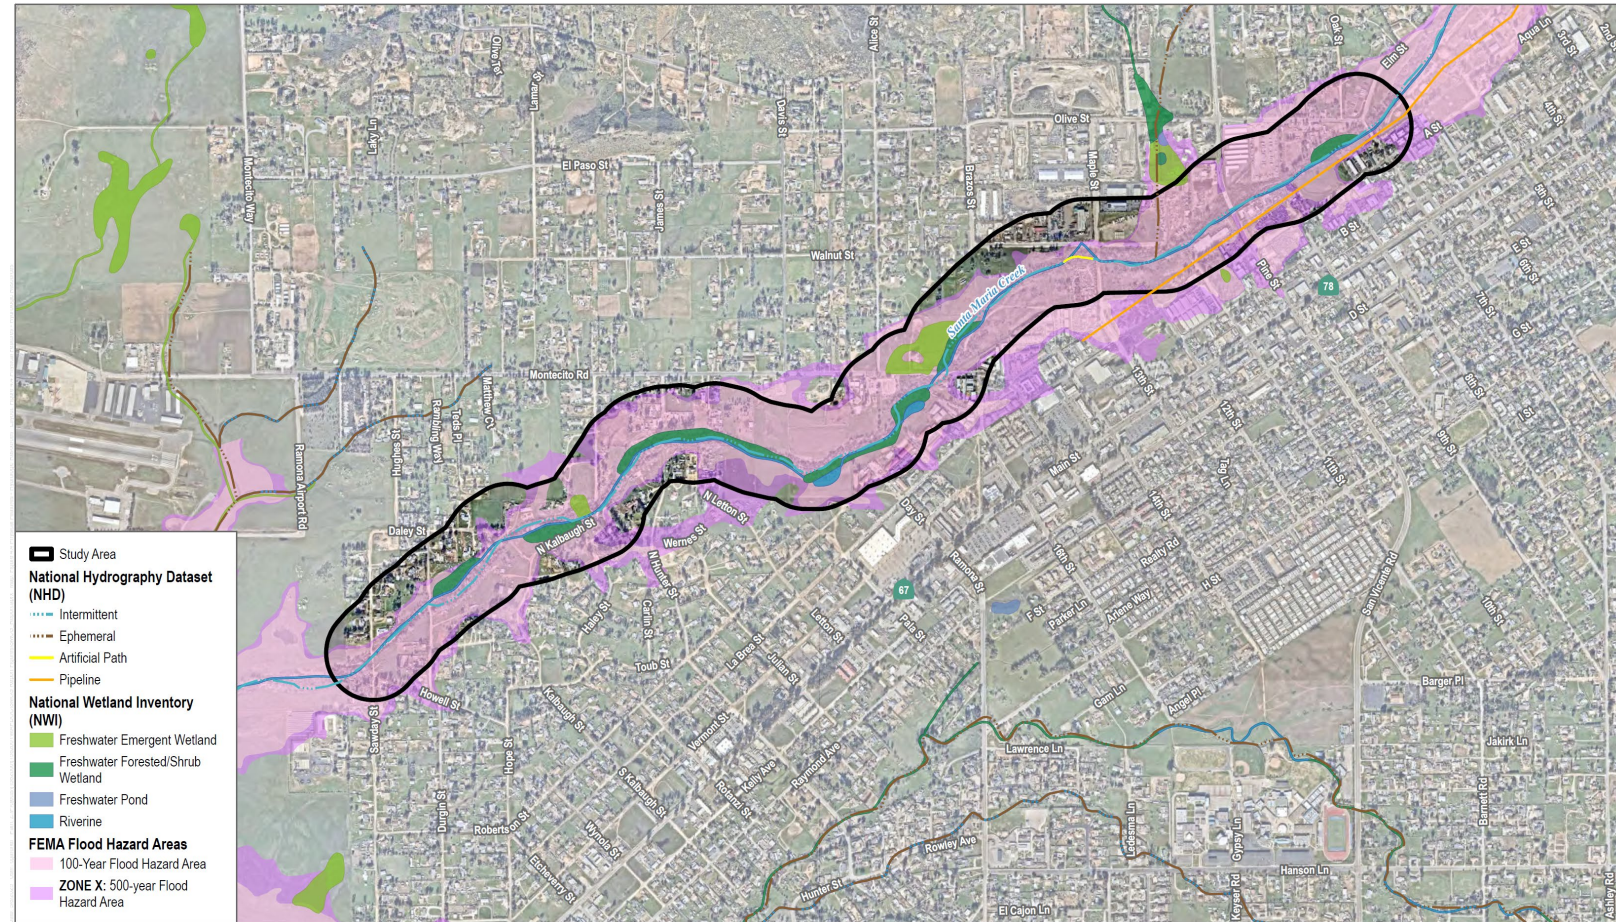 Oak St
Aqua Ln
3rd St
2nd S
Elm St
Alice St
Olive Tref
Lamar St
4th St
Davis St
Olive St
A St
Laky Ln
El Paso St
Maple St
Brazos St
Montecito Way
James St
5th St
B St
E St
6th St
Walnut St
Pine St
78
Santa Maria Creek
D St
7th St
G St
Montecito Rd
13th St
8th St
Matthew Ct
Teds Pl
Rambling Way
12th St
I St
Hughes St
9th St
Ramona Airport Rd
Main St
Tag Ln
11th St
14th St
N Letton St
Day St
Daley St
N Kalbaugh St
Wernes St
16th St
Realty Rd
Ramona St
N Hunter St
H St
San Vicente Rd
67
F St
Parker Ln
Arlene Way
10th St
Haley St
Carlin St
Letton St
Pala St
La Brea St
Julian St
Toub St
Barger Pl
Howell St
Kalbaugh St
Gam Ln
Angel Pl
Sawday St
Vermont St
Hope St
Lawrence Ln
Jakirk Ln
Kelly Ave
Raymond Ave
S Kalbaugh St
Rotanzi St
Durgin St
Barnett Rd
Robertson St
Wynola St
Ledesma Ln
Gypsy Ln
Rowley Ave
Etcheverry St
Hanson Ln
Hunter St
Keyser Rd
shley Rd
El Cajon Ln
Study Area
National Hydrography Dataset
(NHD)
Intermittent
Ephemeral
Artificial Path
Pipeline
National Wetland Inventory
(NWI)
Freshwater Emergent Wetland
Freshwater Forested/Shrub
Wetland
Freshwater Pond
Riverine
FEMA Flood Hazard Areas
100-Year Flood Hazard Area
ZONE X: 500-year Flood
Hazard Area